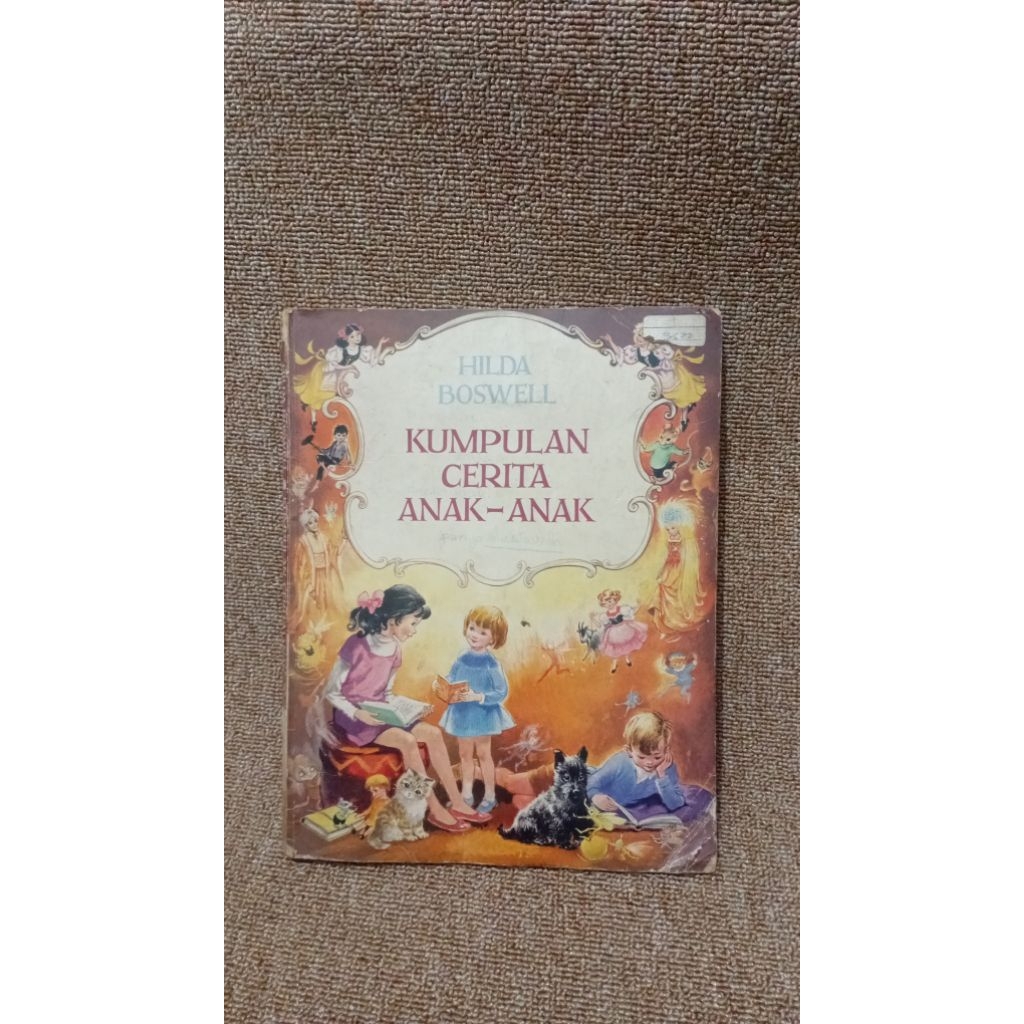 HILDA
BOSWELL
KUMPULAN
CERITA
ANAK-ANAK